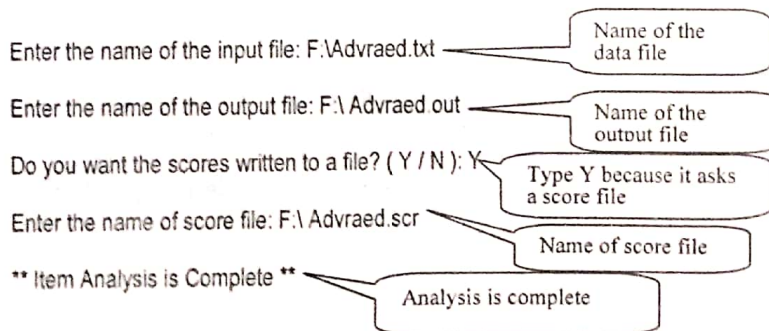 Enter the name of the input file: F:\Advraed.txt
Name of the
data file
Enter the name of the output file: F:\ Advraed.out
Name of the
outout file
Do you want the scores written to a file? ( Y / N ): Y
Type Y because it asks
a score file
Enter the name of score file: F:\ Advraed.scr
Name of score file
** Item Analysis is Complete **
Analysis is complete